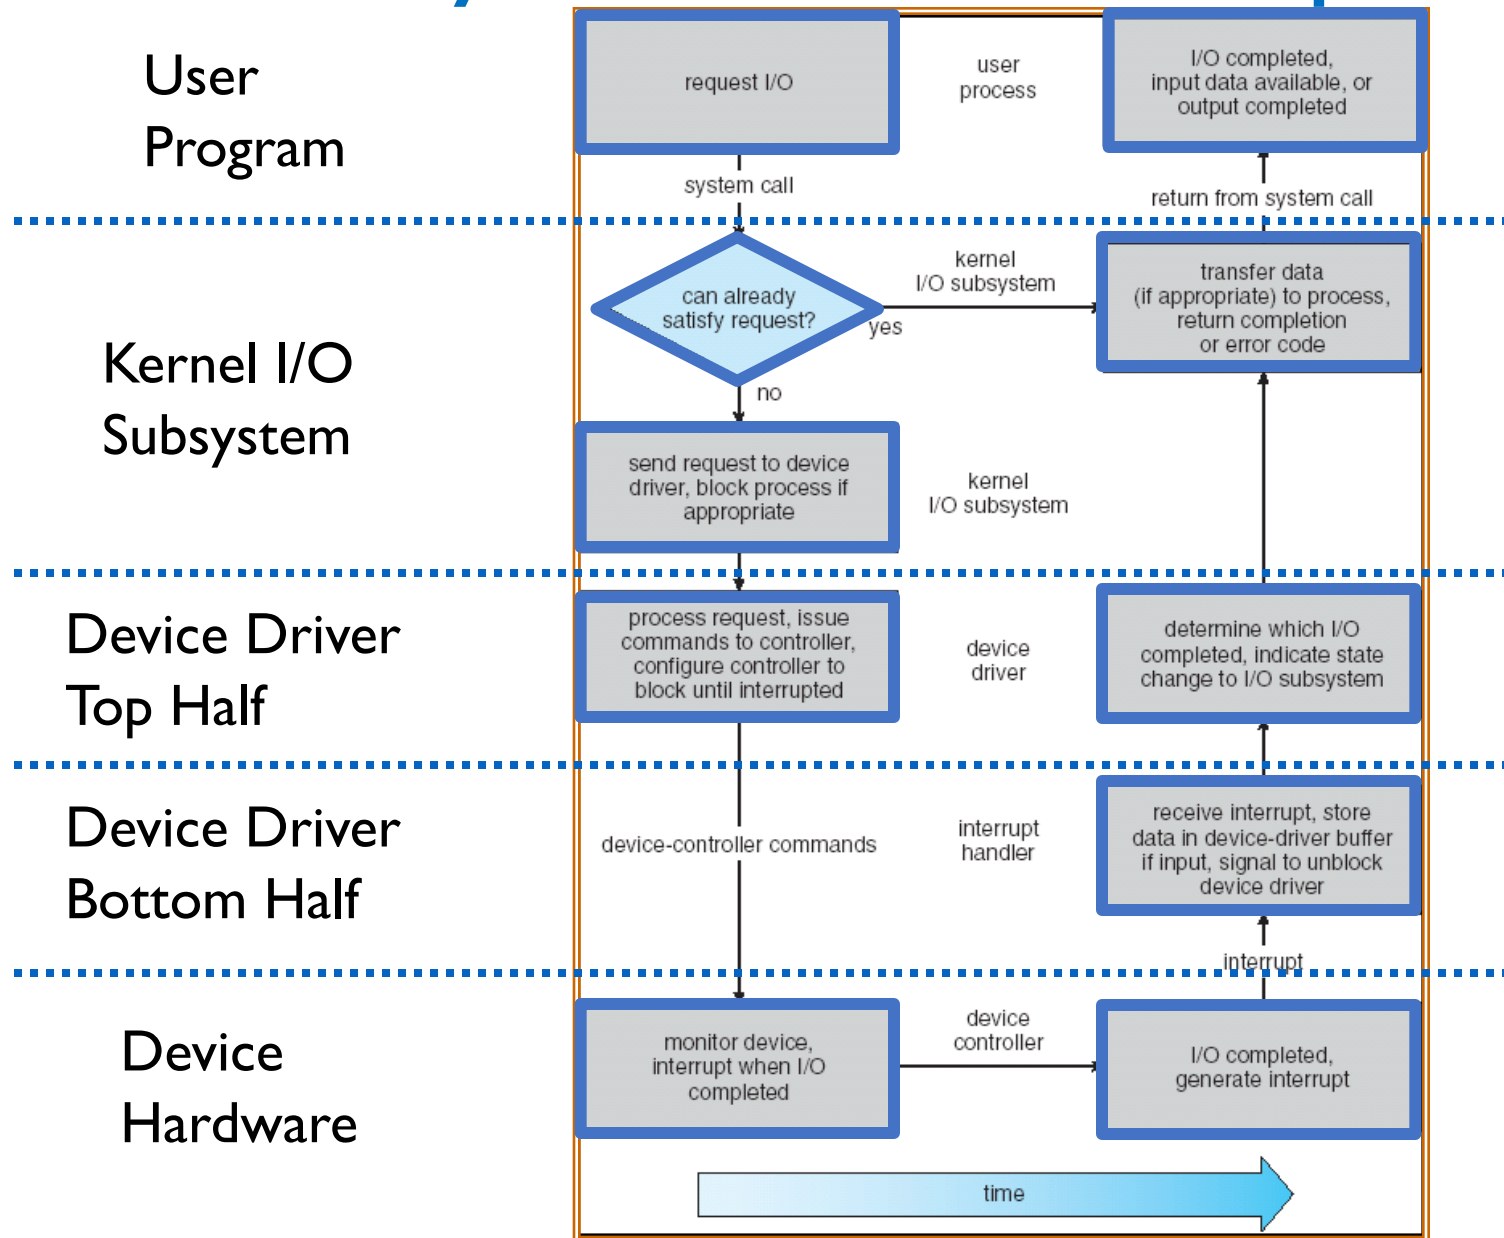 User
Program
request I/O
user
process
I/O completed,
input data available, or
output completed
system call
return from system call
Kernel I/O
Subsystem
can already
satisfy request?
yes
kernel
I/O subsystem
transfer data
(if appropriate) to process,
return completion
or error code
no
send request to device
driver, block process if
appropriate
kernel
I/O subsystem
Device Driver
Top Half
process request, issue
commands to controller,
configure controller to
block until interrupted
device
driver
determine which I/O
completed, indicate state
change to I/O subsystem
Device Driver
Bottom Half
device-controller commands
interrupt
handler
receive interrupt, store
data in device-driver buffer
if input, signal to unblock
device driver
interrupt
Device
Hardware
monitor device,
interrupt when I/O
completed
device
controller
I/O completed,
generate interrupt
time